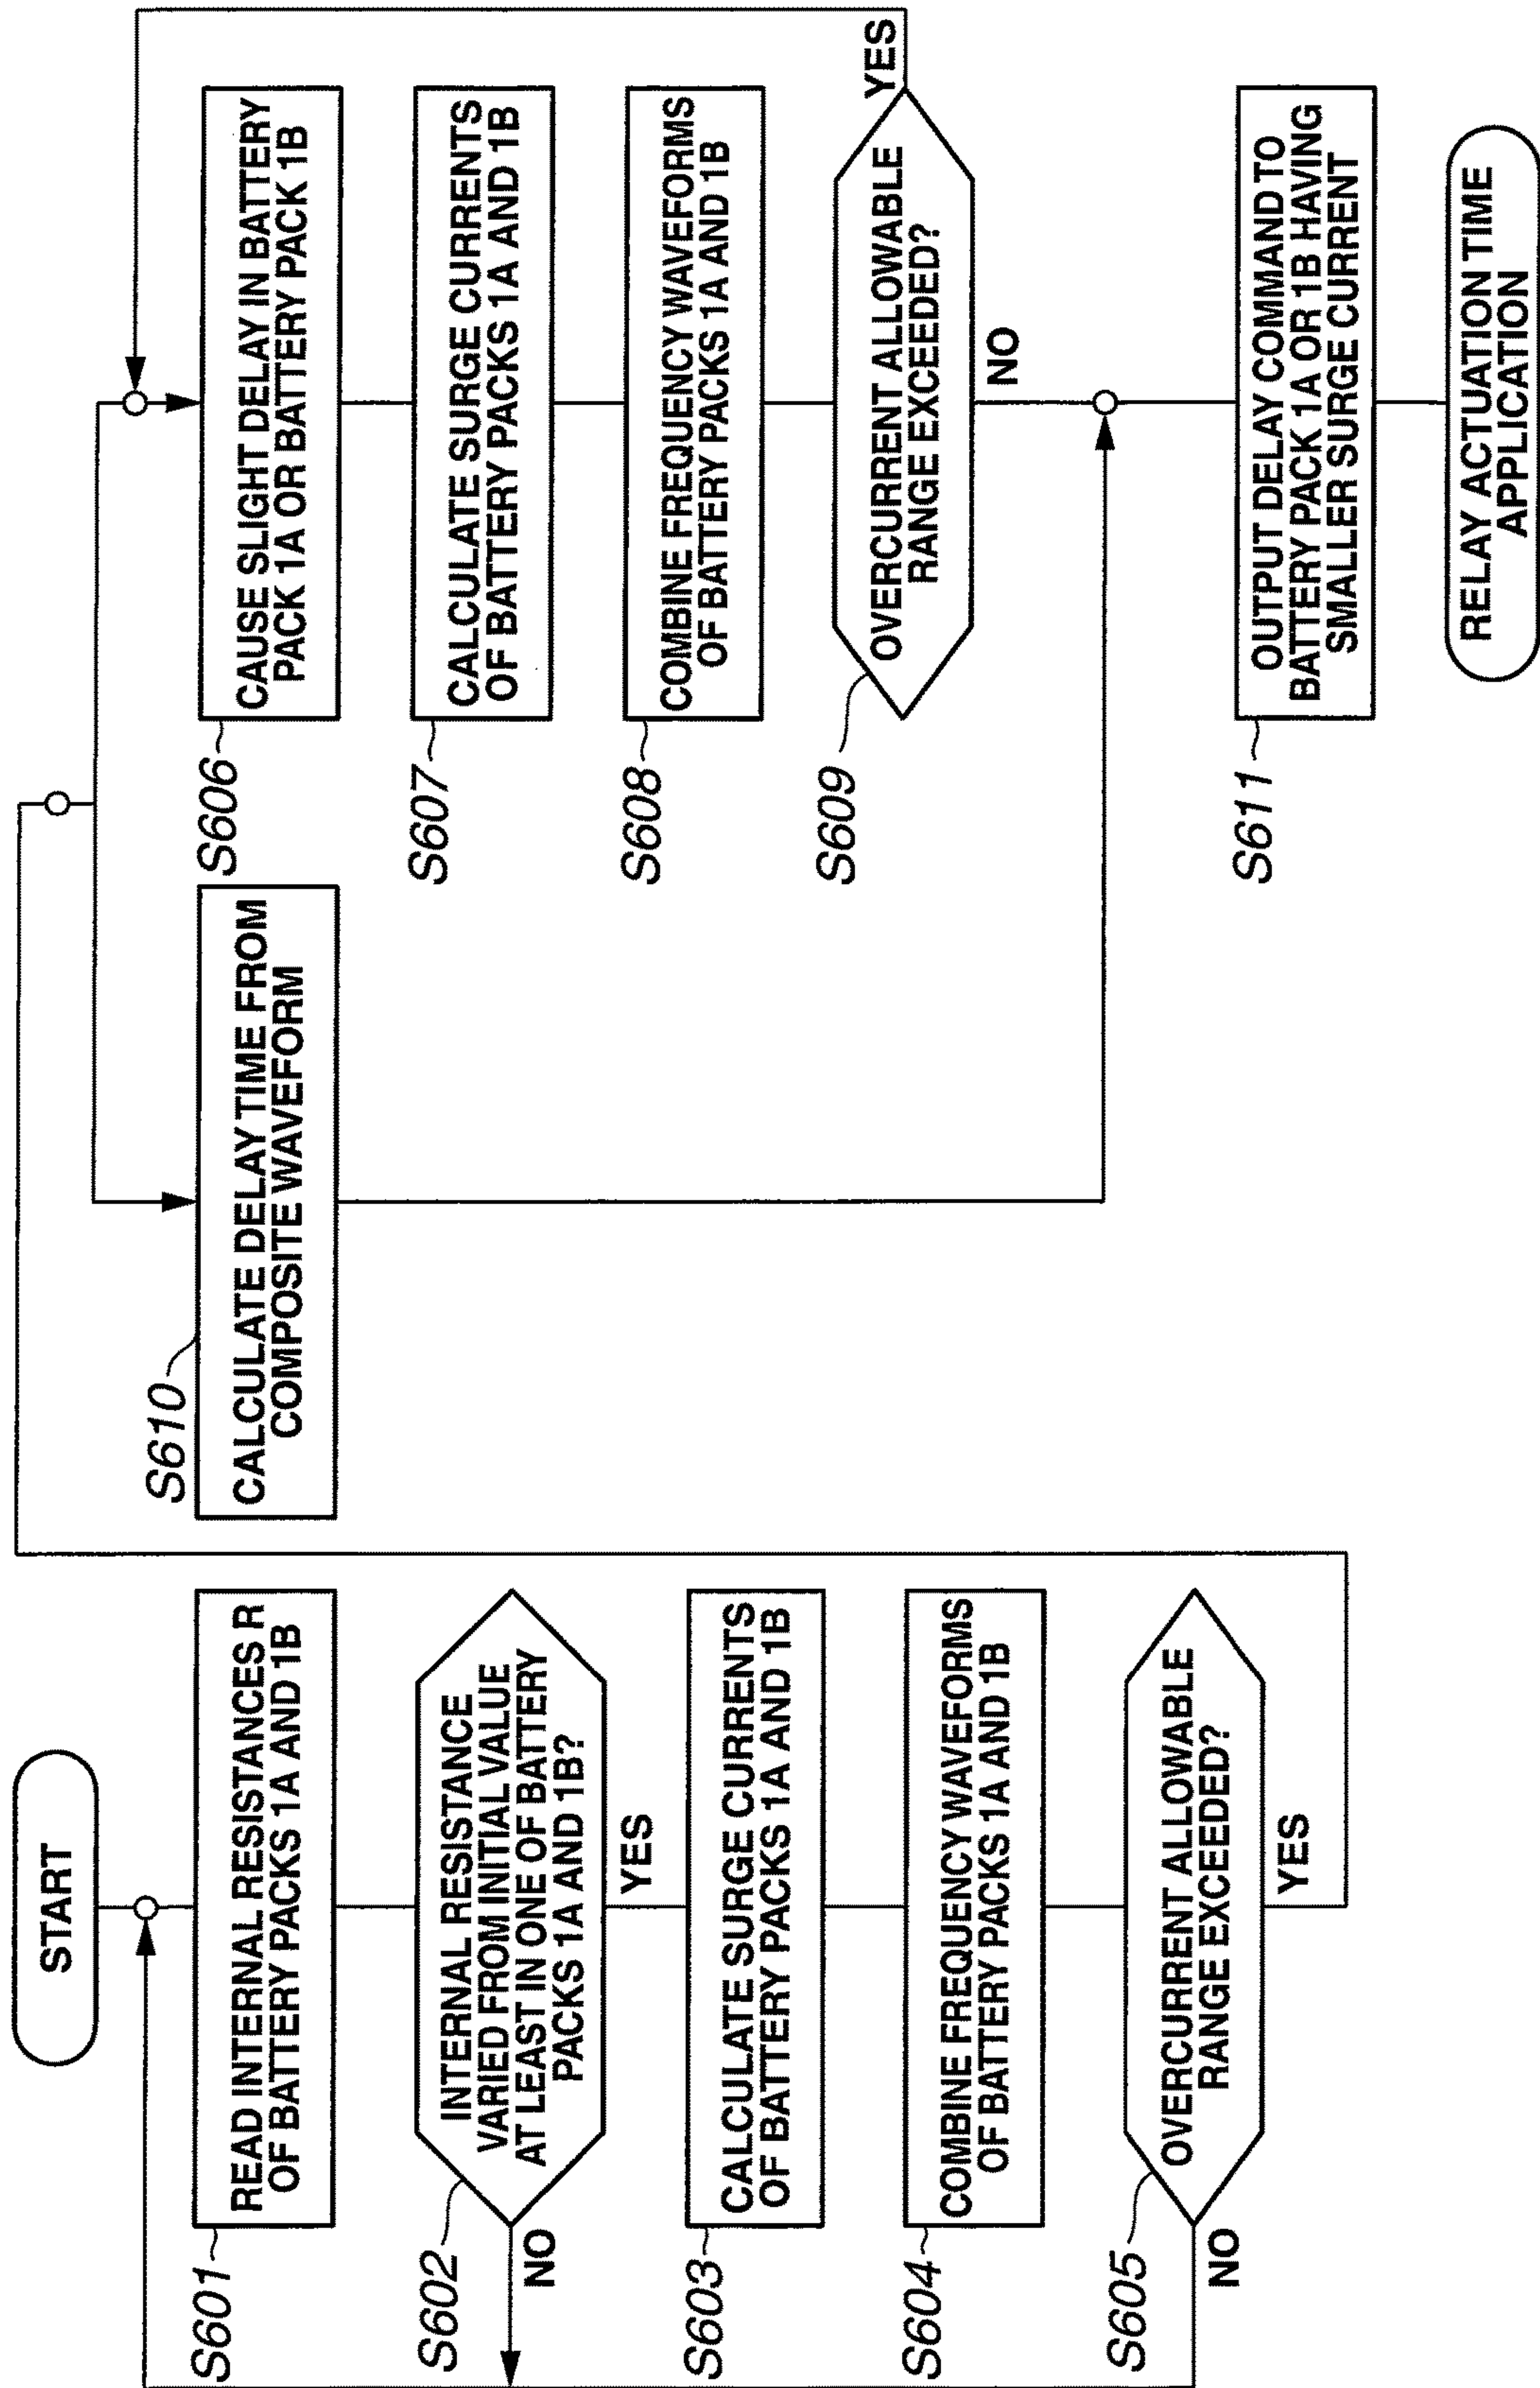 START
S601
READ INTERNAL RESISTANCES R
OF BATTERY PACKS 1A AND 1B
S602
INTERNAL RESISTANCE
VARIED FROM INITIAL VALUE
AT LEAST IN ONE OF BATTERY
PACKS 1A AND 1B?
NO
YES
S603
CALCULATE SURGE CURRENTS
OF BATTERY PACKS 1A AND 1B
S604
COMBINE FREQUENCY WAVEFORMS
OF BATTERY PACKS 1A AND 1B
S605
OVERCURRENT ALLOWABLE
RANGE EXCEEDED?
NO
YES
S610
CALCULATE DELAY TIME FROM
COMPOSITE WAVEFORM
S606
CAUSE SLIGHT DELAY IN BATTERY
PACK 1A OR BATTERY PACK 1B
S607
CALCULATE SURGE CURRENTS
OF BATTERY PACKS 1A AND 1B
S608
COMBINE FREQUENCY WAVEFORMS
OF BATTERY PACKS 1A AND 1B
S609
OVERCURRENT ALLOWABLE
RANGE EXCEEDED?
YES
NO
S611
OUTPUT DELAY COMMAND TO
BATTERY PACK 1A OR 1B HAVING
SMALLER SURGE CURRENT
RELAY ACTUATION TIME
APPLICATION